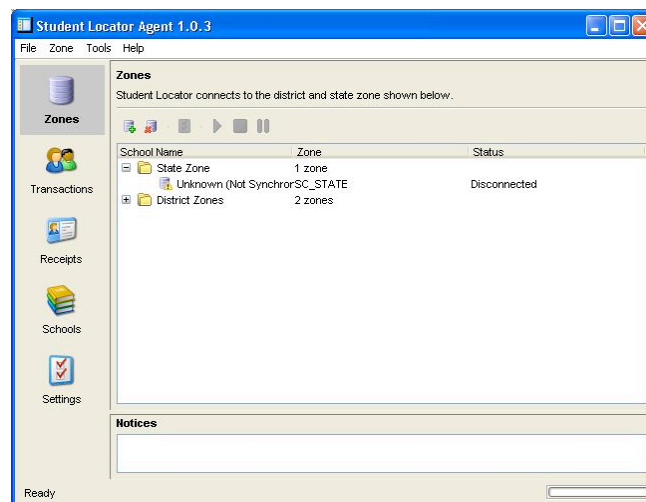 Student Locator Agent 1.0.3
File Zone Tools Help
Zones
Student Locator connects to the district and state zone shown below.
Zones
Transactions
Receipts
Schools
Settings
School Name Zone Status
State Zone 1 zone
Unknown (Not Synchror SC_STATE Disconnected
District Zones 2 zones
Notices
Ready